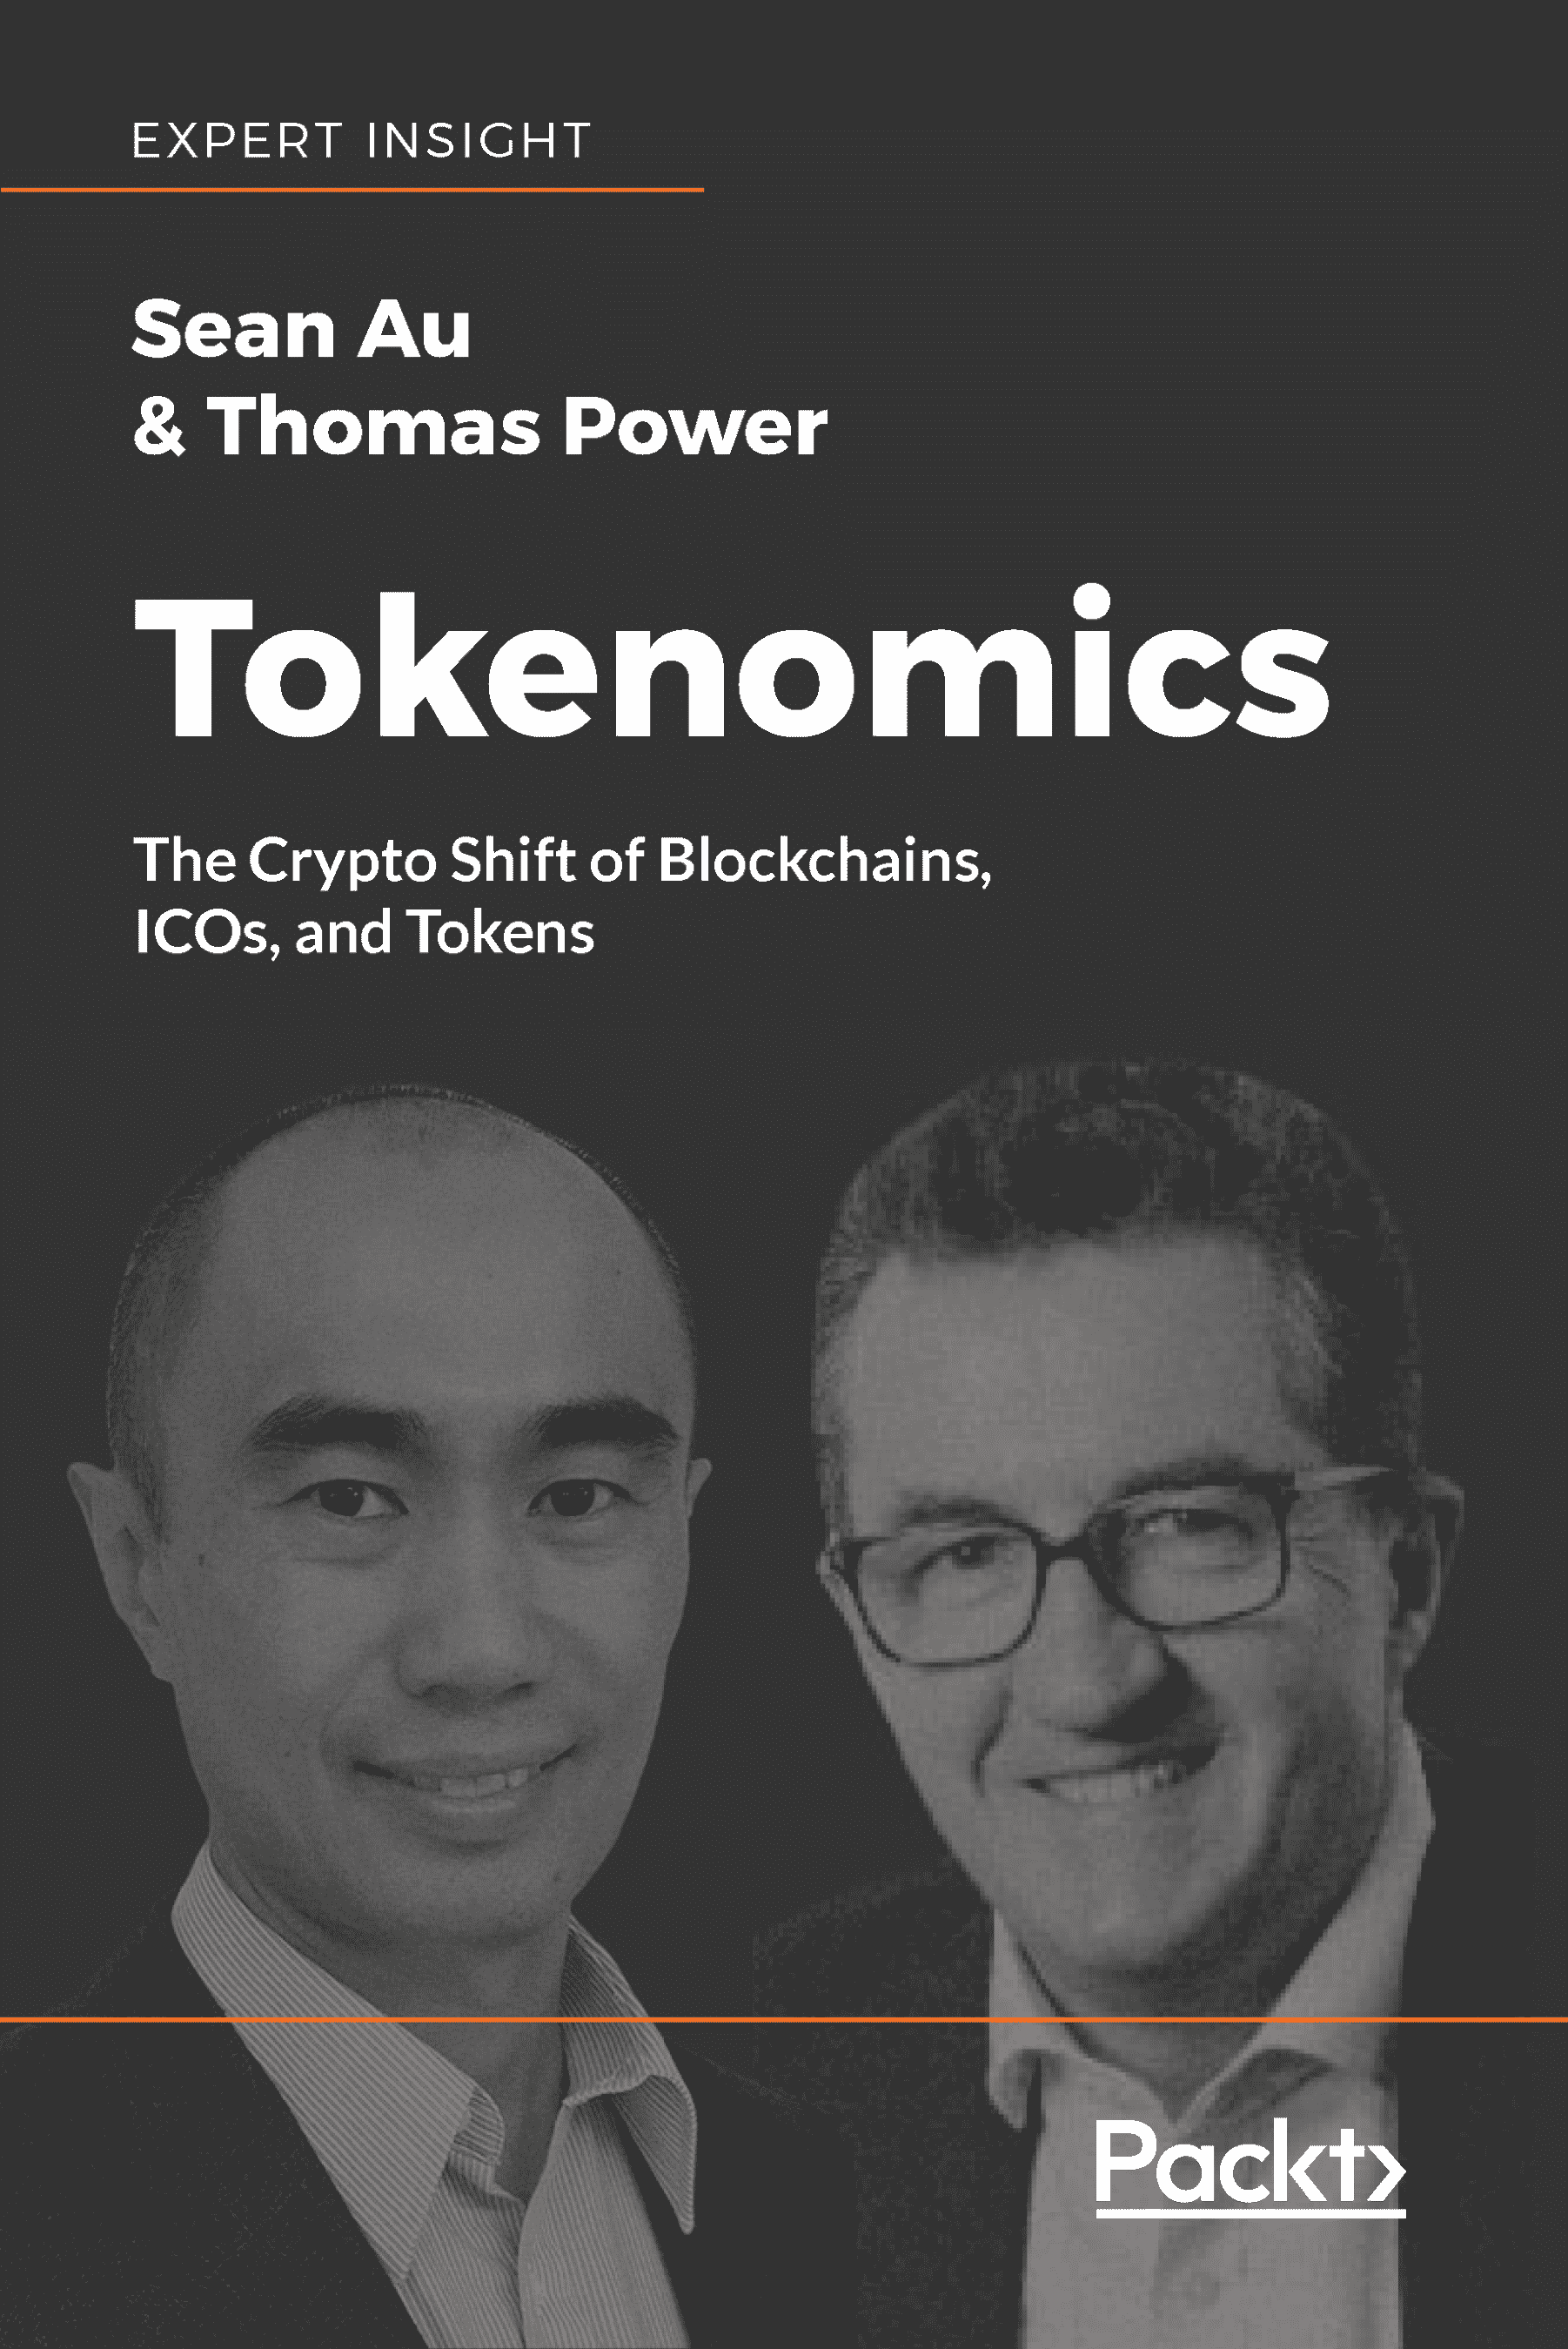 EXPERT INSIGHT
Sean Au
& Thomas Power
Tokenomics
The Crypto Shift of Blockchains,
ICOs, and Tokens
Packt>